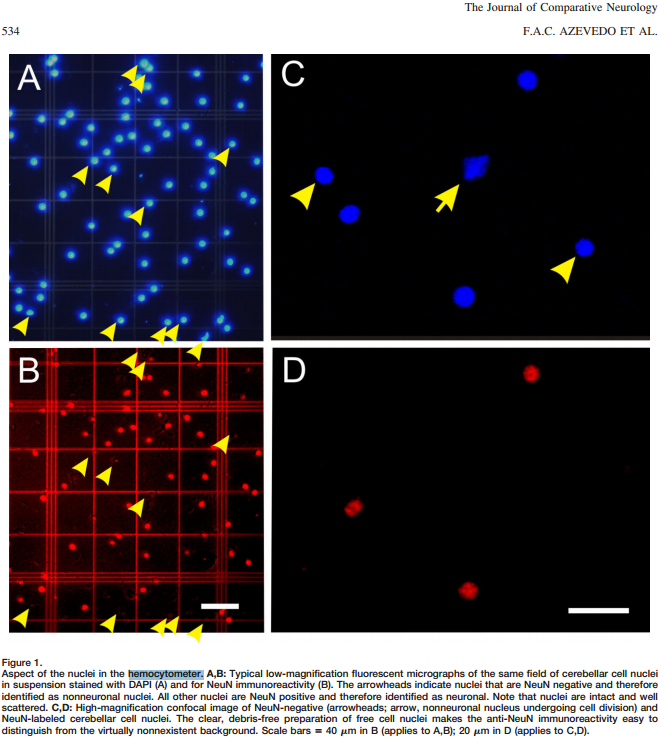 The Journal of Comparative Neurology
534
F.A.C. AZEVEDO ET AL.
A
C
B
D
Figure 1.
Aspect of the nuclei in the hemocytometer. A,B: Typical low-magnification fluorescent micrographs of the same field of cerebellar cell nuclei
in suspension stained with DAPI (A) and for NeuN immunoreactivity (B). The arrowheads indicate nuclei that are NeuN negative and therefore
identified as nonneuronal nuclei. All other nuclei are NeuN positive and therefore identified as neuronal. Note that nuclei are intact and well
scattered. C,D: High-magnification confocal image of NeuN-negative (arrowheads; arrow, nonneuronal nucleus undergoing cell division) and
NeuN-labeled cerebellar cell nuclei. The clear, debris-free preparation of free cell nuclei makes the anti-NeuN immunoreactivity easy to
distinguish from the virtually nonexistent background. Scale bars = 40 μm in B (applies to A,B); 20 μm in D (applies to C,D).